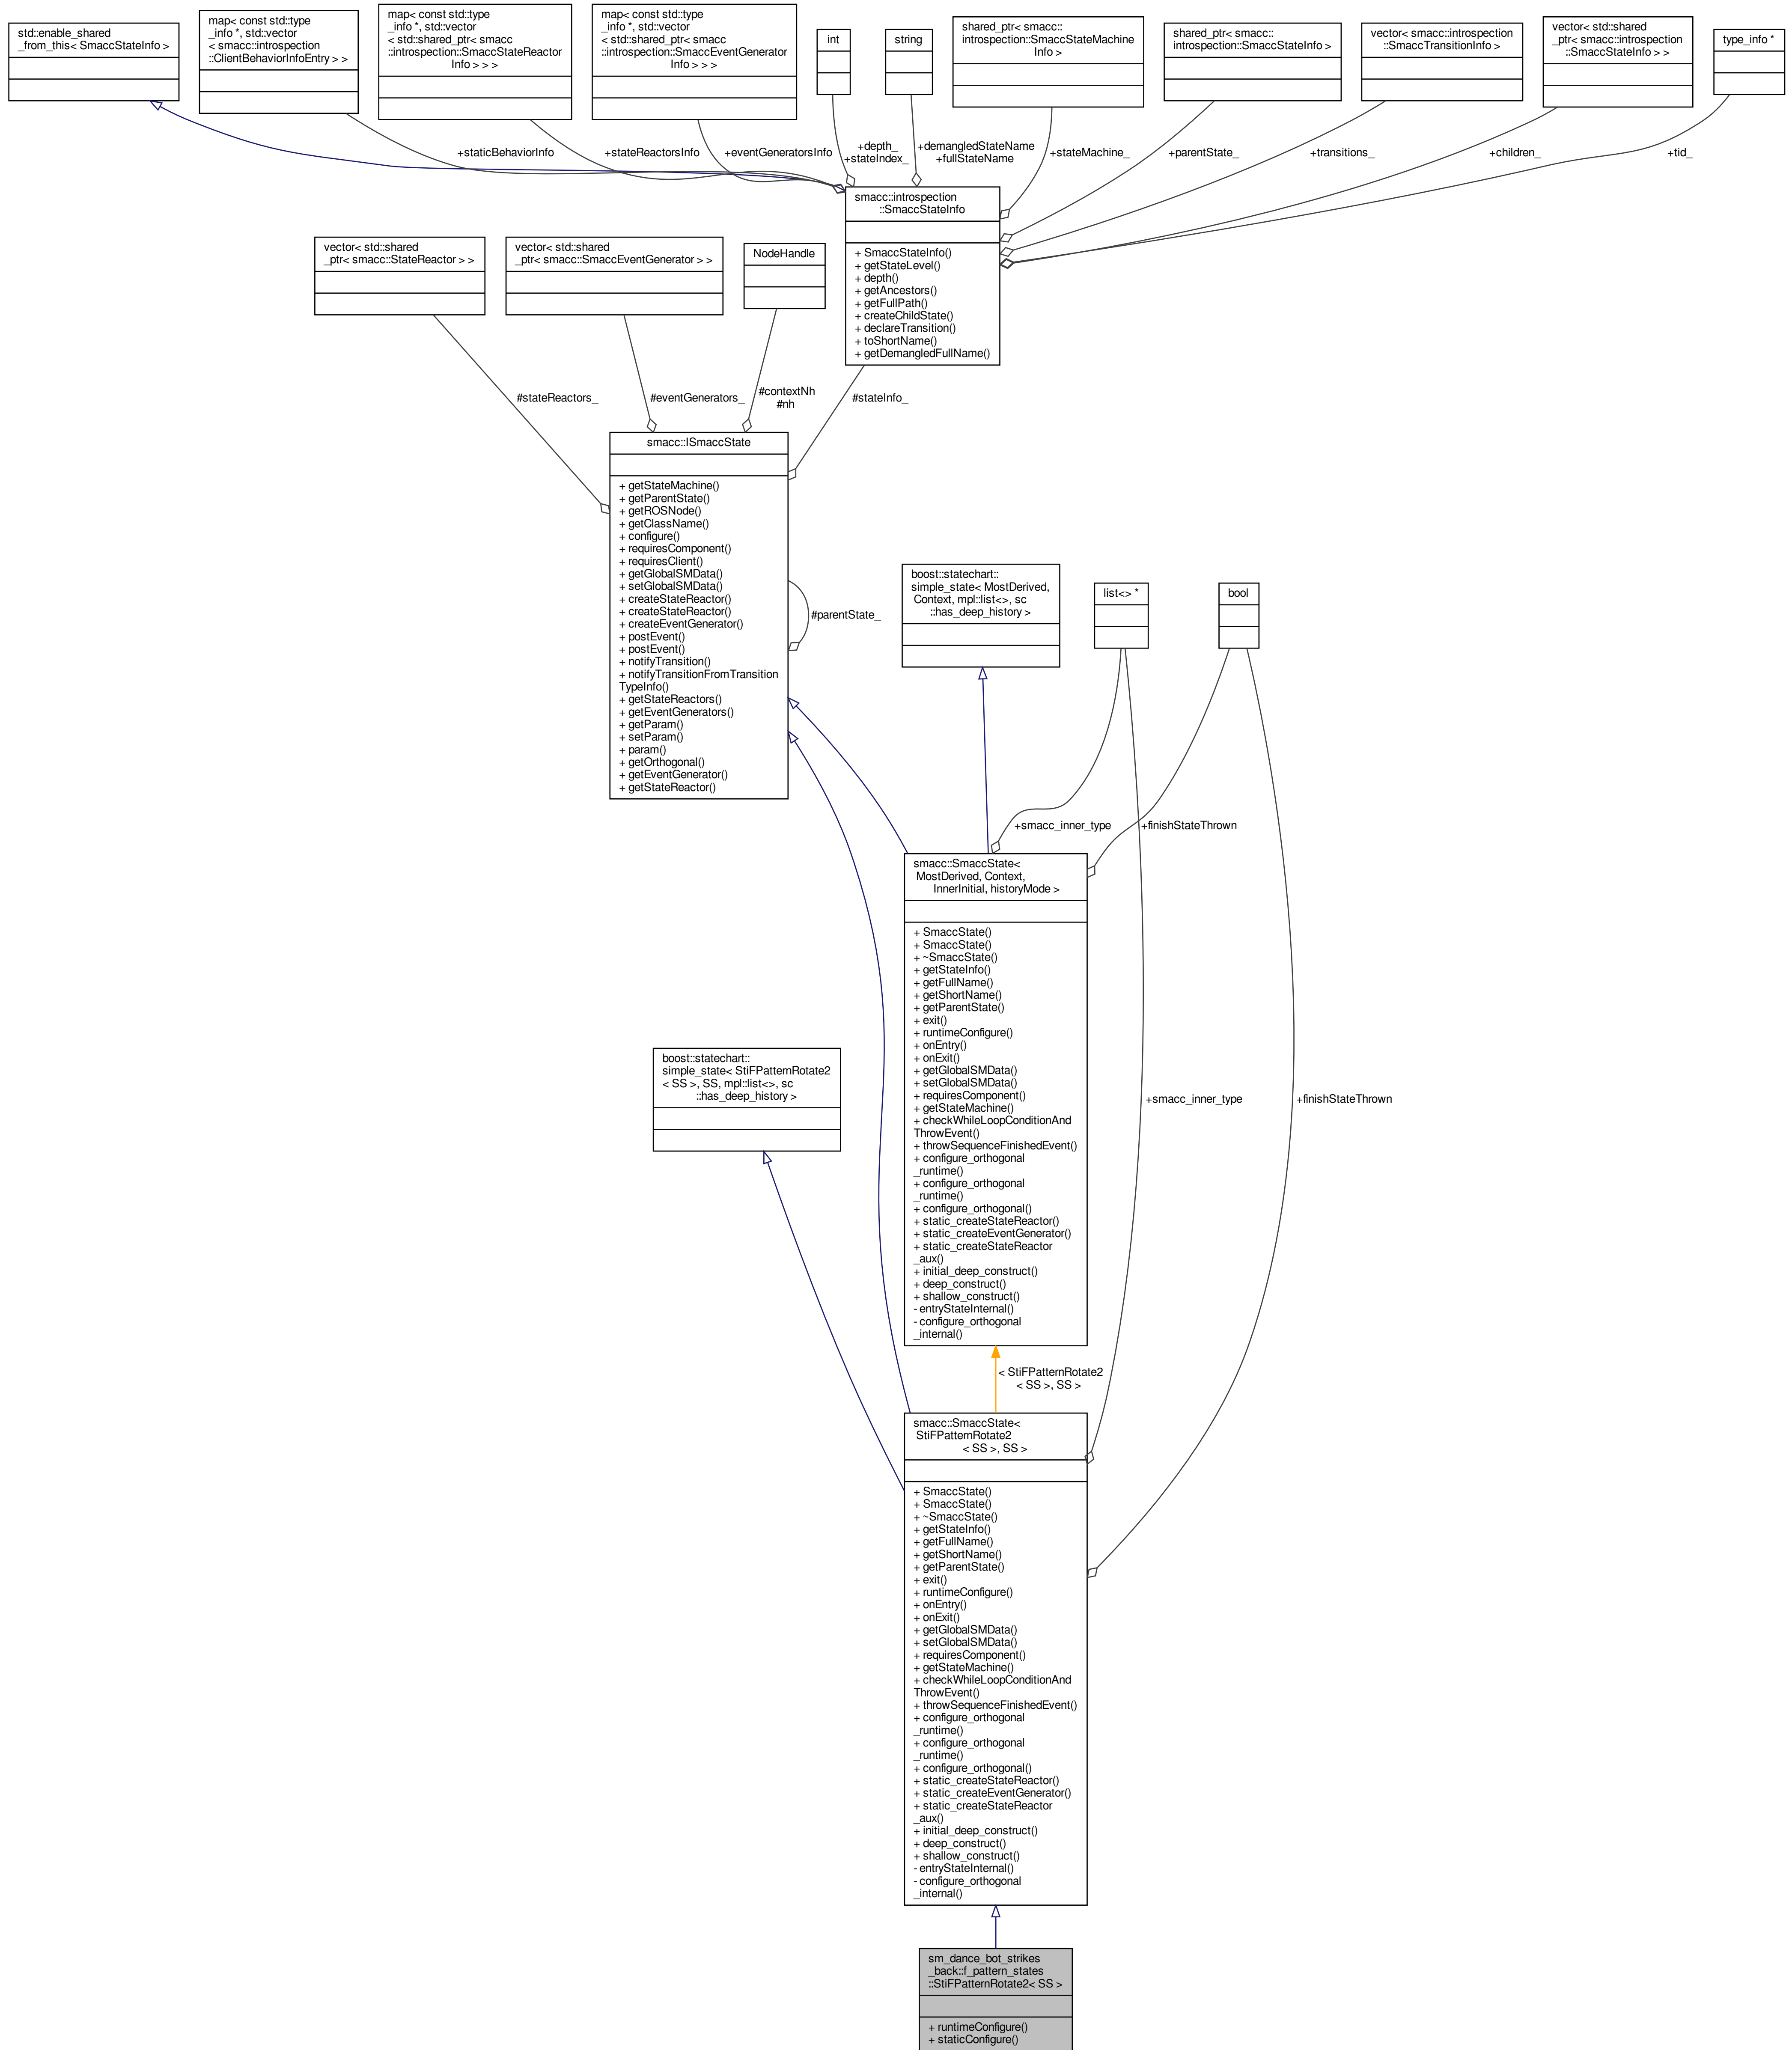 std::enable_shared
_from_this< SmaccStateInfo >
map< const std::type
_info *, std::vector
< smacc::introspection
::ClientBehaviorInfoEntry > >
map< const std::type
_info *, std::vector
< std::shared_ptr< smacc
::introspection::SmaccStateReactor
Info > > >
map< const std::type
_info *, std::vector
< std::shared_ptr< smacc
::introspection::SmaccEventGenerator
Info > > >
int
string
shared_ptr< smacc::
introspection::SmaccStateMachine
Info >
shared_ptr< smacc::
introspection::SmaccStateInfo >
vector< smacc::introspection
::SmaccTransitionInfo >
vector< std::shared
_ptr< smacc::introspection
::SmaccStateInfo > >
type_info *
+staticBehaviorInfo
+stateReactorsInfo
+eventGeneratorsInfo
+depth_
+stateIndex_
+demangledStateName
+fullStateName
+stateMachine_
+parentState_
+transitions_
+children_
+tid_
smacc::introspection
::SmaccStateInfo
+ SmaccStateInfo()
+ getStateLevel()
+ depth()
+ getAncestors()
+ getFullPath()
+ createChildState()
+ declareTransition()
+ toShortName()
+ getDemangledFullName()
vector< std::shared
_ptr< smacc::StateReactor > >
vector< std::shared
_ptr< smacc::SmaccEventGenerator > >
NodeHandle
#stateReactors_
#eventGenerators_
#contextNh
#nh
#stateInfo_
smacc::ISmaccState
+ getStateMachine()
+ getParentState()
+ getROSNode()
+ getClassName()
+ configure()
+ requiresComponent()
+ requiresClient()
+ getGlobalSMData()
+ setGlobalSMData()
+ createStateReactor()
+ createStateReactor()
+ createEventGenerator()
+ postEvent()
+ postEvent()
+ notifyTransition()
+ notifyTransitionFromTransition
TypeInfo()
+ getStateReactors()
+ getEventGenerators()
+ getParam()
+ setParam()
+ param()
+ getOrthogonal()
+ getEventGenerator()
+ getStateReactor()
#parentState_
boost::statechart::
simple_state< MostDerived,
Context, mpl::list<>, sc
::has_deep_history >
list<> *
bool
+smacc_inner_type
+finishStateThrown
smacc::SmaccState<
MostDerived, Context,
InnerInitial, historyMode >
+ SmaccState()
+ SmaccState()
+ ~SmaccState()
+ getStateInfo()
+ getFullName()
+ getShortName()
+ getParentState()
+ exit()
+ runtimeConfigure()
+ onEntry()
+ onExit()
+ getGlobalSMData()
+ setGlobalSMData()
+ requiresComponent()
+ getStateMachine()
+ checkWhileLoopConditionAnd
ThrowEvent()
+ throwSequenceFinishedEvent()
+ configure_orthogonal
_runtime()
+ configure_orthogonal
_runtime()
+ configure_orthogonal()
+ static_createStateReactor()
+ static_createEventGenerator()
+ static_createStateReactor
_aux()
+ initial_deep_construct()
+ deep_construct()
+ shallow_construct()
- entryStateInternal()
- configure_orthogonal
_internal()
boost::statechart::
simple_state< StiFPatternRotate2
< SS >, SS, mpl::list<>, sc
::has_deep_history >
+smacc_inner_type
+finishStateThrown
< StiFPatternRotate2
< SS >, SS >
smacc::SmaccState<
StiFPatternRotate2
< SS >, SS >
+ SmaccState()
+ SmaccState()
+ ~SmaccState()
+ getStateInfo()
+ getFullName()
+ getShortName()
+ getParentState()
+ exit()
+ runtimeConfigure()
+ onEntry()
+ onExit()
+ getGlobalSMData()
+ setGlobalSMData()
+ requiresComponent()
+ getStateMachine()
+ checkWhileLoopConditionAnd
ThrowEvent()
+ throwSequenceFinishedEvent()
+ configure_orthogonal
_runtime()
+ configure_orthogonal
_runtime()
+ configure_orthogonal()
+ static_createStateReactor()
+ static_createEventGenerator()
+ static_createStateReactor
_aux()
+ initial_deep_construct()
+ deep_construct()
+ shallow_construct()
- entryStateInternal()
- configure_orthogonal
_internal()
sm_dance_bot_strikes
_back::f_pattern_states
::StiFPatternRotate2< SS >
+ runtimeConfigure()
+ staticConfigure()